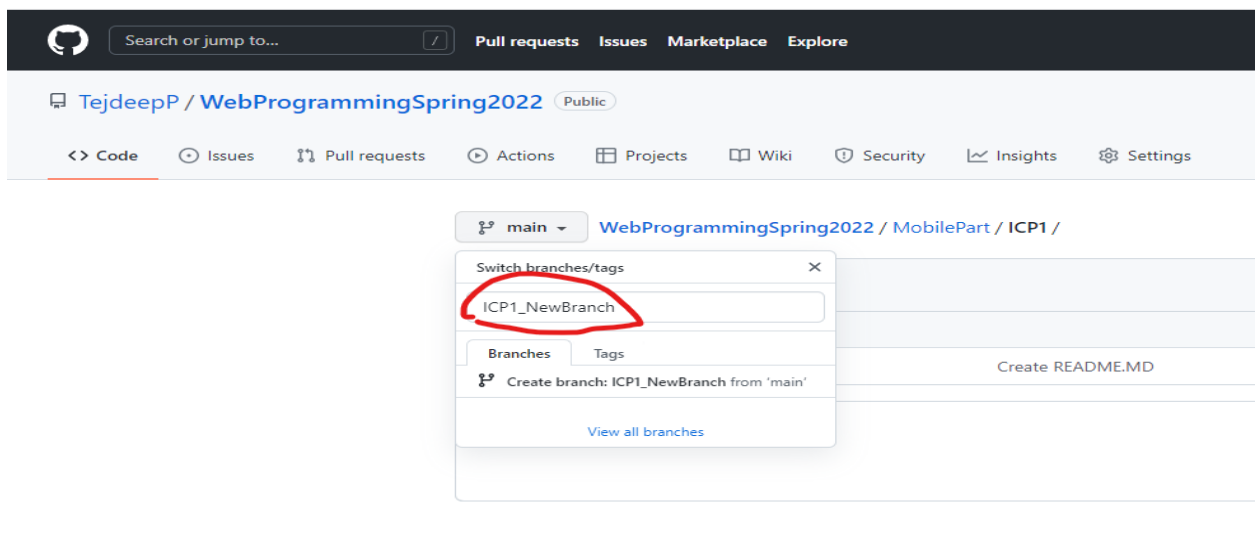 Search or jump to... / Pull requests Issues Marketplace Explore
TejdeepP / WebProgrammingSpring2022 Public
<> Code Issues Pull requests Actions Projects Wiki Security Insights Settings
main WebProgrammingSpring2022 / MobilePart / ICP1 /
Switch branches/tags
ICP1_NewBranch
Branches Tags
Create README.MD
Create branch: ICP1_NewBranch from 'main'
View all branches